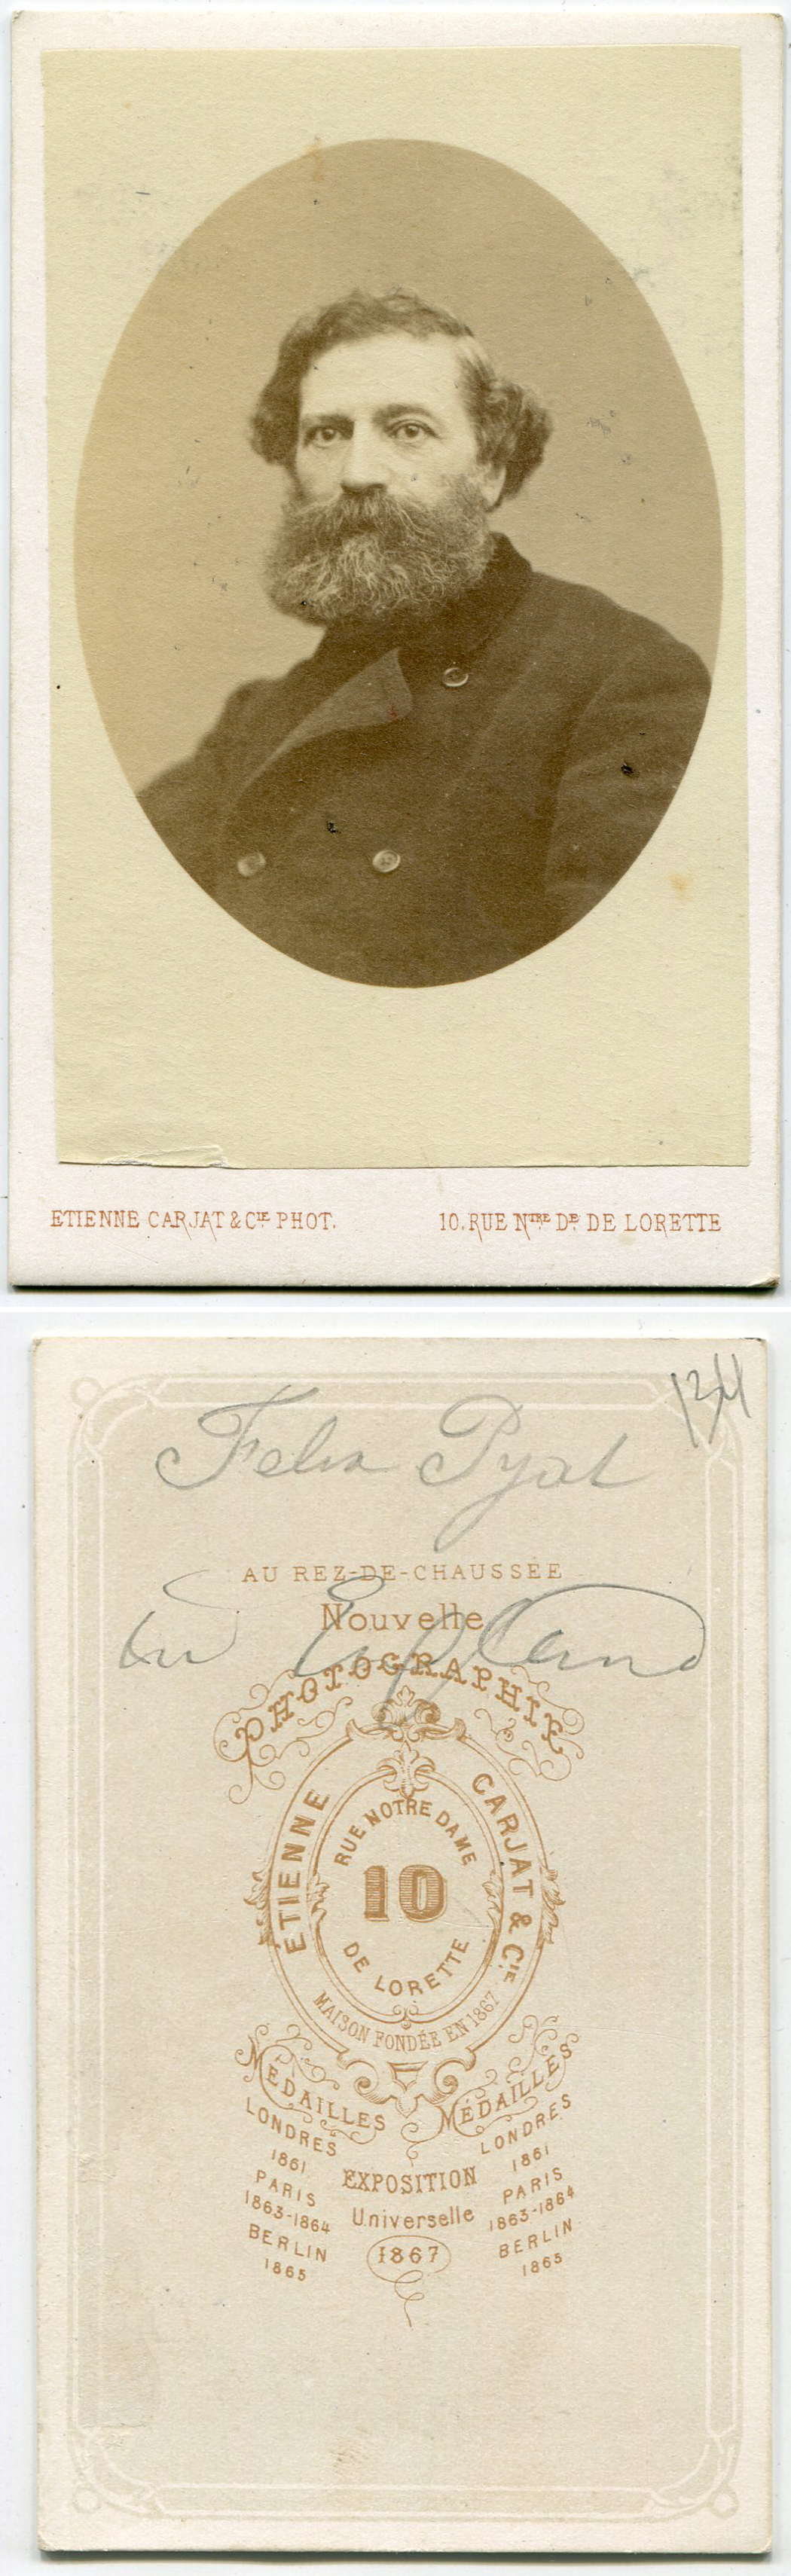 ETIENNE CARJAT & CIE PHOT. 10, RUE NTRE DE DE LORETTE
134
Felix Pyat
AU REZ-DE-CHAUSSÉE
Nouvelle
PHOTOGRAPHIE
ÉTIENNE CARJAT & CIE
RUE NOTRE DAME
10
DE LORETTE
MAISON FONDÉE EN 1867
MÉDAILLES
LONDRES
1861
PARIS
1863-1864
BERLIN
1865
EXPOSITION
Universelle
1867
MÉDAILLES
LONDRES
1861
PARIS
1863-1864
BERLIN
1865